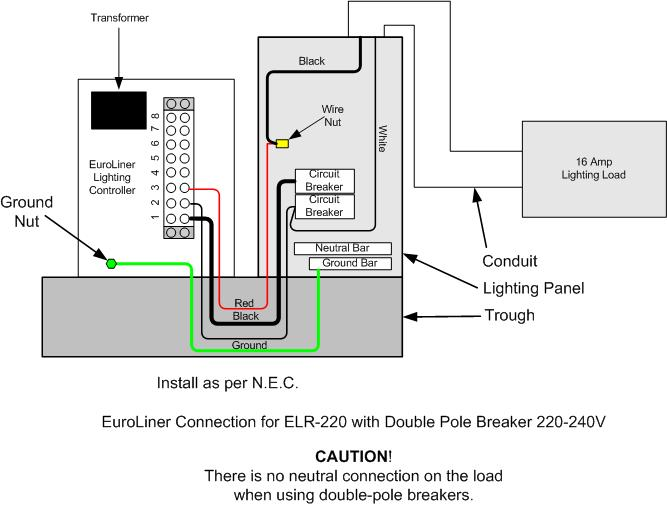 Transformer
Black
Wire
Nut
White
8
7
6
5
4
3
2
1
EuroLiner
Lighting
Controller
16 Amp
Lighting Load
Circuit
Breaker
Circuit
Breaker
Ground
Nut
Neutral Bar
Ground Bar
Conduit
Lighting Panel
Trough
Red
Black
Ground
Install as per N.E.C.
EuroLiner Connection for ELR-220 with Double Pole Breaker 220-240V
CAUTION!
There is no neutral connection on the load
when using double-pole breakers.